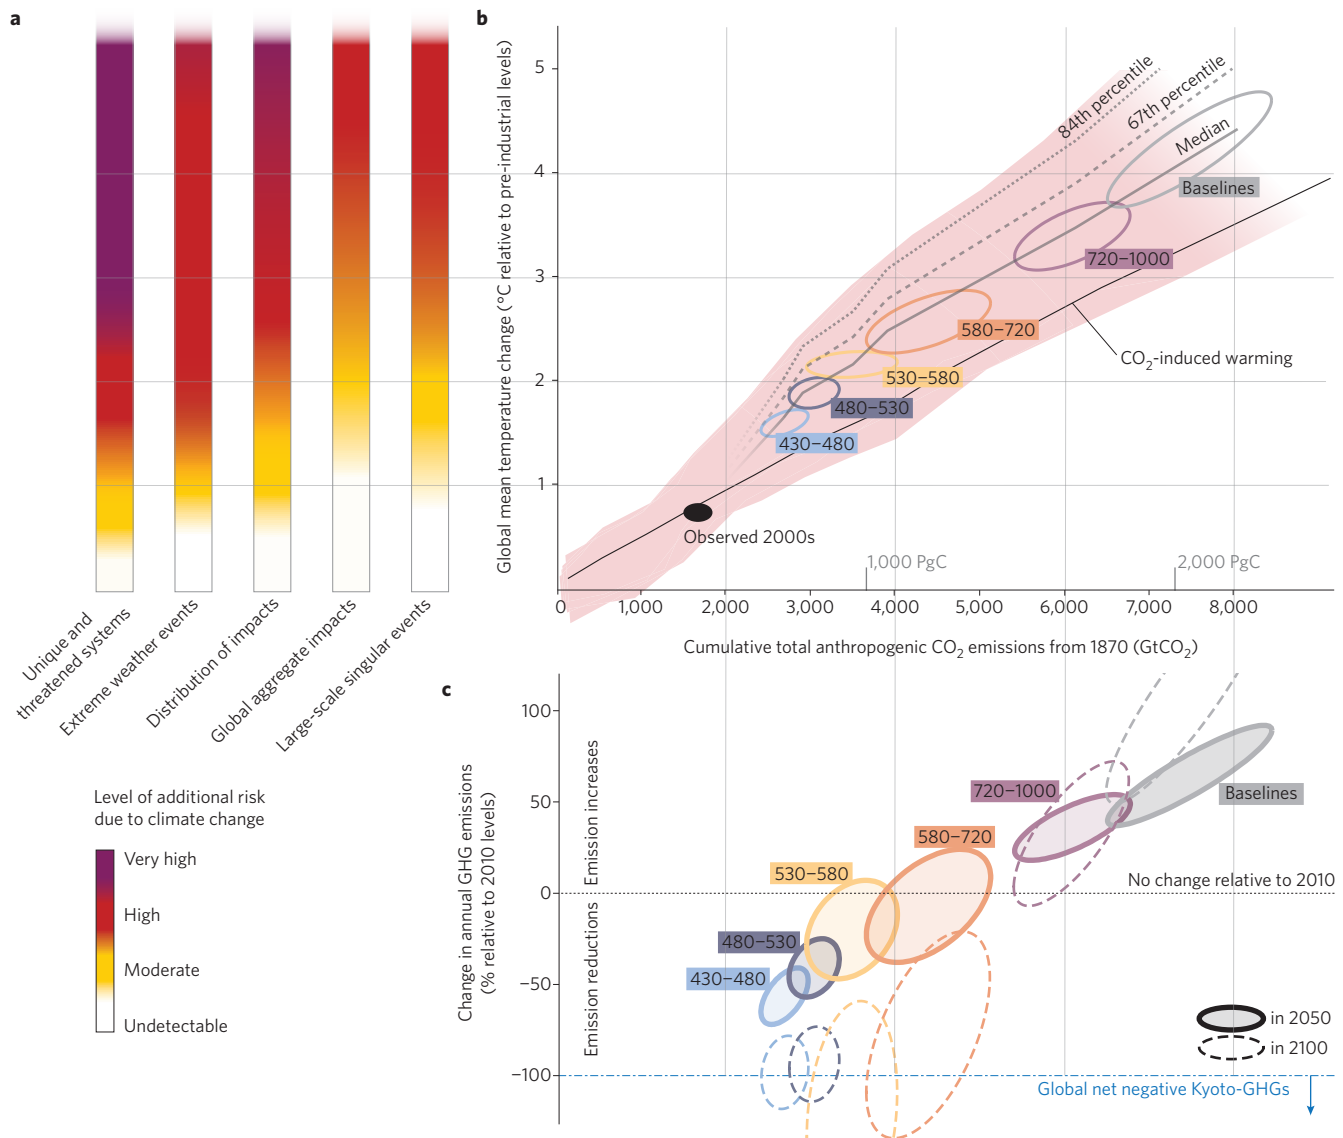 a
Unique and
threatened systems
Extreme weather events
Distribution of impacts
Global aggregate impacts
Large-scale singular events
Level of additional risk
due to climate change
Very high
High
Moderate
Undetectable
b
Global mean temperature change (°C relative to pre-industrial levels)
5
4
3
2
1
84th percentile
67th percentile
Median
Baselines
720–1000
580–720
CO2-induced warming
530–580
480–530
430–480
Observed 2000s
1,000 PgC
2,000 PgC
0
1,000
2,000
3,000
4,000
5,000
6,000
7,000
8,000
Cumulative total anthropogenic CO2 emissions from 1870 (GtCO2)
c
Change in annual GHG emissions
(% relative to 2010 levels)
100
50
0
−50
−100
Emission increases
Emission reductions
720–1000
Baselines
580–720
530–580
No change relative to 2010
480–530
430–480
in 2050
in 2100
Global net negative Kyoto-GHGs